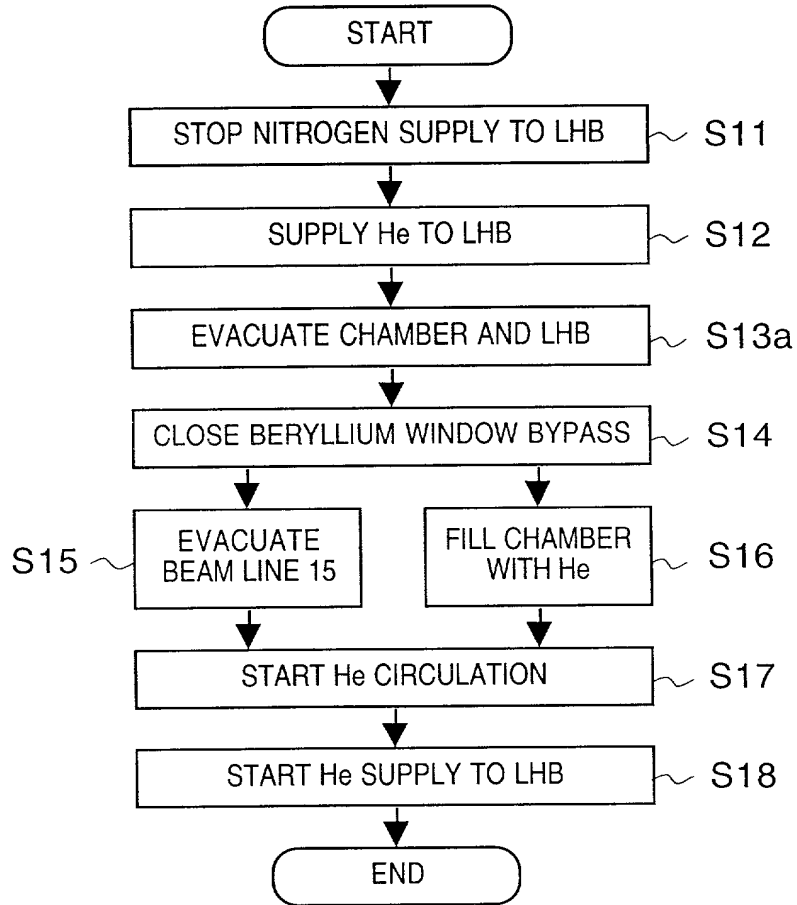 START
STOP NITROGEN SUPPLY TO LHB
S11
SUPPLY He TO LHB
S12
EVACUATE CHAMBER AND LHB
S13a
CLOSE BERYLLIUM WINDOW BYPASS
S14
S15
EVACUATE
BEAM LINE 15
FILL CHAMBER
WITH He
S16
START He CIRCULATION
S17
START He SUPPLY TO LHB
S18
END